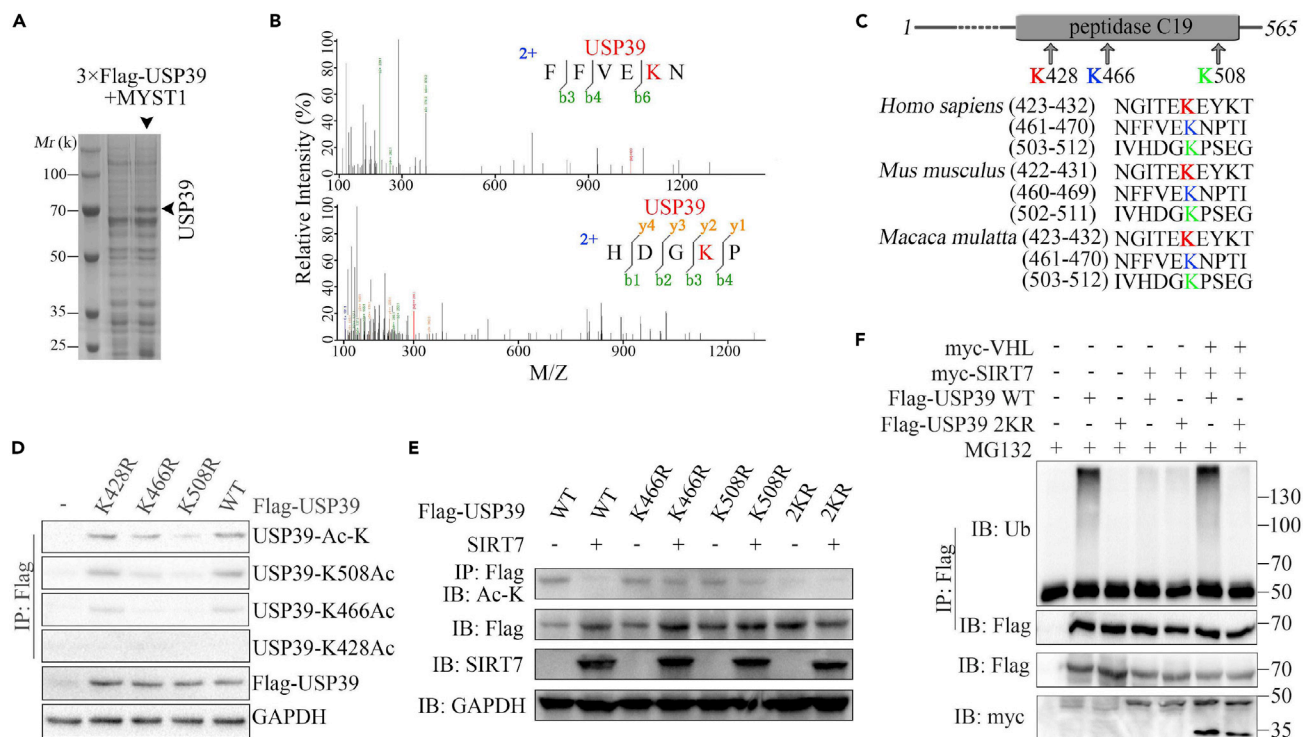 A
3×Flag-USP39
+MYST1
Mr (k)
100
70
50
35
25
USP39
B
Relative Intensity (%)
100
80
60
40
20
0
USP39
2+
F F V E K N
b3 b4 b6
100 300 600 900 1200
100
80
60
40
20
0
USP39
y4 y3 y2 y1
2+
H D G K P
b1 b2 b3 b4
100 300 600 900 1200
M/Z
C
1 peptidase C19 565
K428 K466 K508
Homo sapiens (423-432) NGITEKEYKT
(461-470) NFFVEKNPTI
(503-512) IVHDGKPSEG
Mus musculus (422-431) NGITEKEYKT
(460-469) NFFVEKNPTI
(502-511) IVHDGKPSEG
Macaca mulatta (423-432) NGITEKEYKT
(461-470) NFFVEKNPTI
(503-512) IVHDGKPSEG
D
- K428R K466R K508R WT Flag-USP39
IP: Flag
USP39-Ac-K
USP39-K508Ac
USP39-K466Ac
USP39-K428Ac
Flag-USP39
GAPDH
E
Flag-USP39 WT WT K466R K466R K508R K508R 2KR 2KR
SIRT7 - + - + - + - +
IP: Flag
IB: Ac-K
IB: Flag
IB: SIRT7
IB: GAPDH
F
myc-VHL - - - - - + +
myc-SIRT7 - - - + + + +
Flag-USP39 WT - + - + - + -
Flag-USP39 2KR - - + - + - +
MG132 + + + + + + +
IP: Flag
IB: Ub
130
100
70
50
IB: Flag
70
IB: Flag
70
50
IB: myc
35